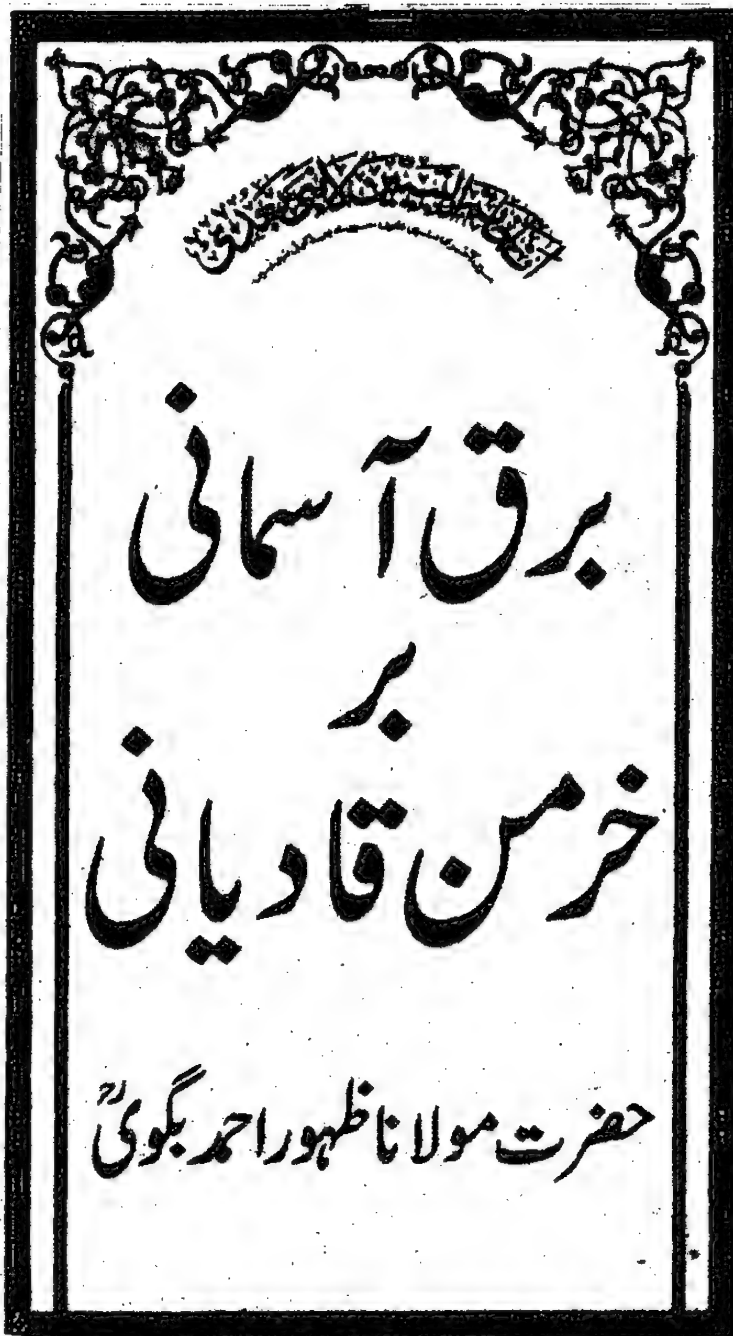 برق آسمانی
بر
خرمن قادیانی
حضرت مولانا ظہور احمد بگویؒ